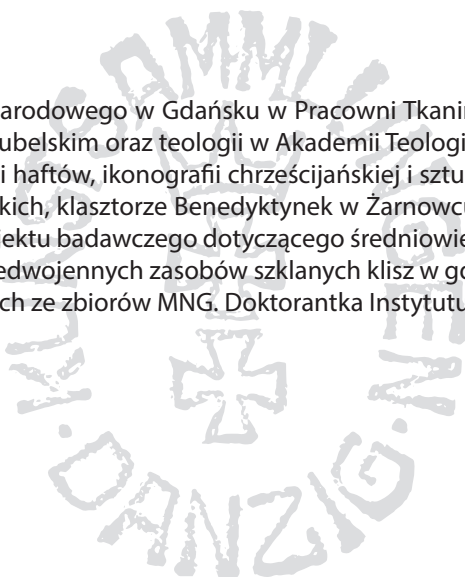 arodowego w Gdańsku w Pracowni Tkanin
ubelskim oraz teologii w Akademii Teologi
i haftów, ikonografii chrześcijańskiej i sztu
kich, klasztorze Benedyktynek w Żarnowcu
jektu badawczego dotyczącego średniowie
edwojennych zasobów szklanych klisz w go
ch ze zbiorów MNG. Doktorantka Instytutu